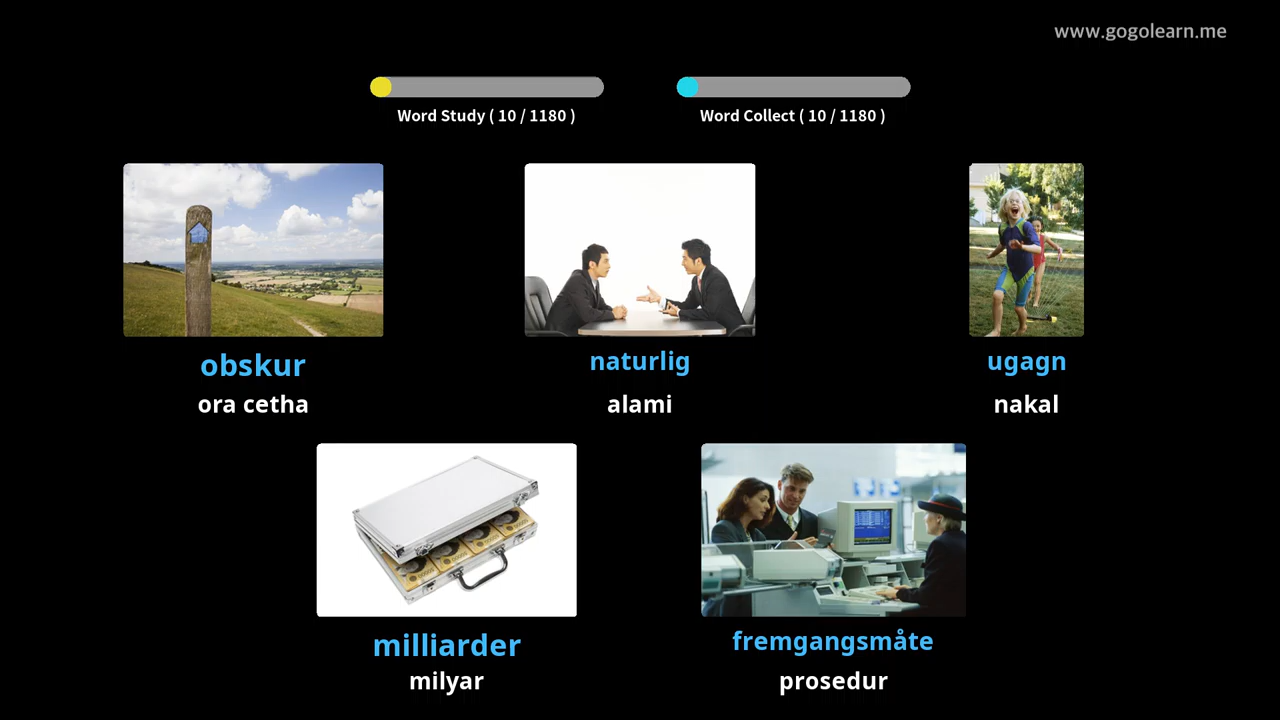 www.gogolearn.me
Word Study ( 10 / 1180 )
Word Collect ( 10 / 1180 )
obskur
ora cetha
naturlig
alami
ugagn
nakal
milliarder
milyar
fremgangsmåte
prosedur